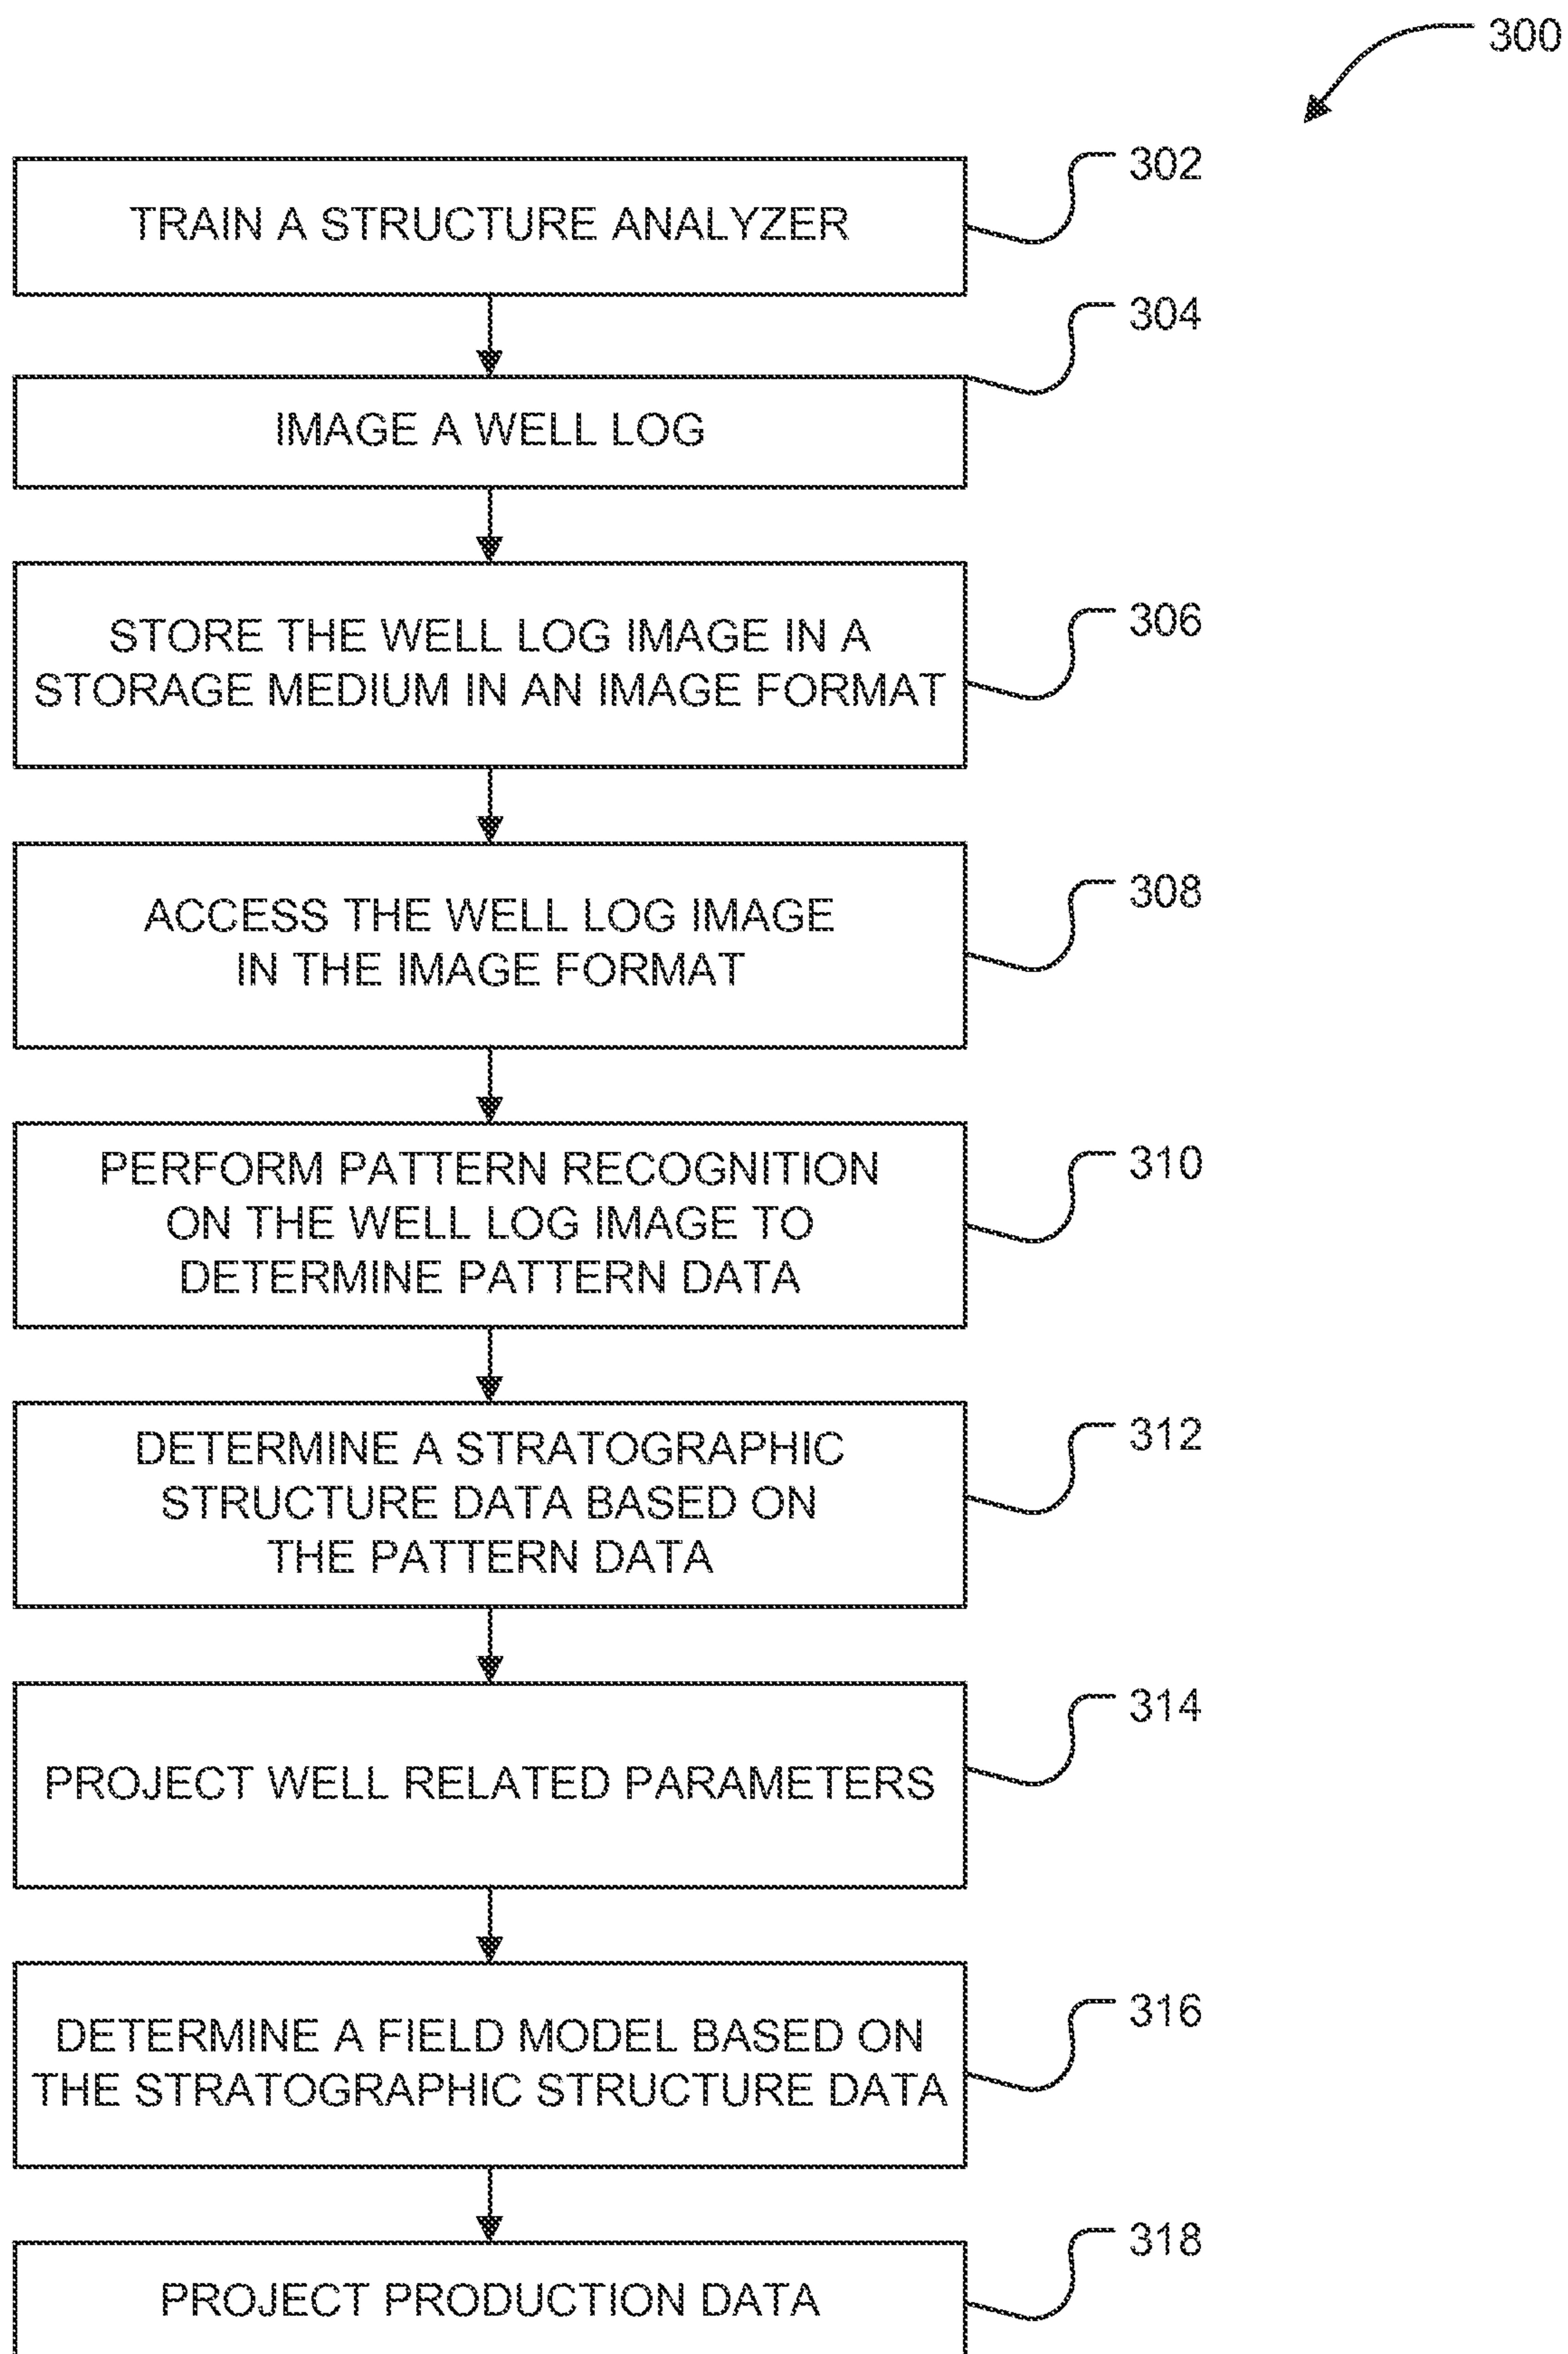 300
302
TRAIN A STRUCTURE ANALYZER
304
IMAGE A WELL LOG
306
STORE THE WELL LOG IMAGE IN A
STORAGE MEDIUM IN AN IMAGE FORMAT
308
ACCESS THE WELL LOG IMAGE
IN THE IMAGE FORMAT
310
PERFORM PATTERN RECOGNITION
ON THE WELL LOG IMAGE TO
DETERMINE PATTERN DATA
312
DETERMINE A STRATOGRAPHIC
STRUCTURE DATA BASED ON
THE PATTERN DATA
314
PROJECT WELL RELATED PARAMETERS
316
DETERMINE A FIELD MODEL BASED ON
THE STRATOGRAPHIC STRUCTURE DATA
318
PROJECT PRODUCTION DATA